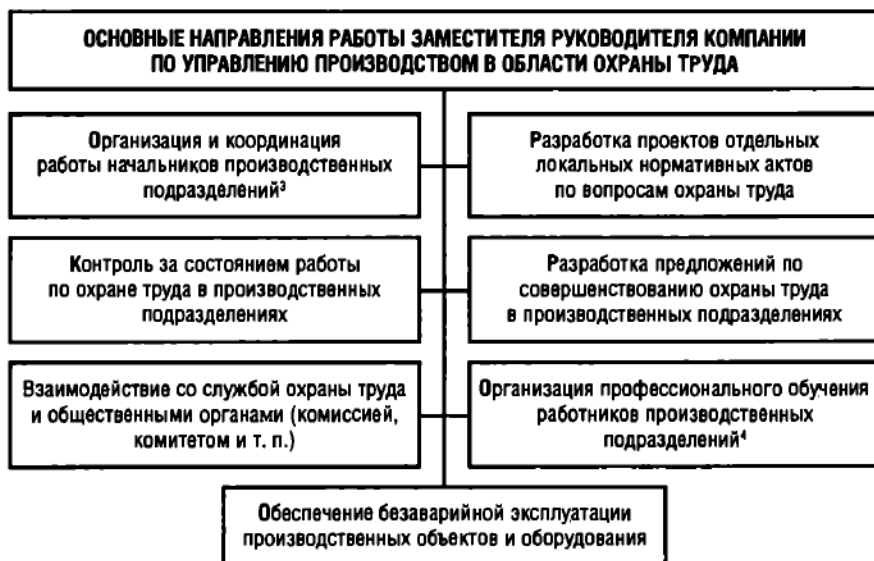 ОСНОВНЫЕ НАПРАВЛЕНИЯ РАБОТЫ ЗАМЕСТИТЕЛЯ РУКОВОДИТЕЛЯ КОМПАНИИ
ПО УПРАВЛЕНИЮ ПРОИЗВОДСТВОМ В ОБЛАСТИ ОХРАНЫ ТРУДА
Организация и координация
работы начальников производственных
подразделений³
Разработка проектов отдельных
локальных нормативных актов
по вопросам охраны труда
Контроль за состоянием работы
по охране труда в производственных
подразделениях
Разработка предложений по
совершенствованию охраны труда
в производственных подразделениях
Взаимодействие со службой охраны труда
и общественными органами (комиссией,
комитетом и т. п.)
Организация профессионального обучения
работников производственных
подразделений⁴
Обеспечение безаварийной эксплуатации
производственных объектов и оборудования